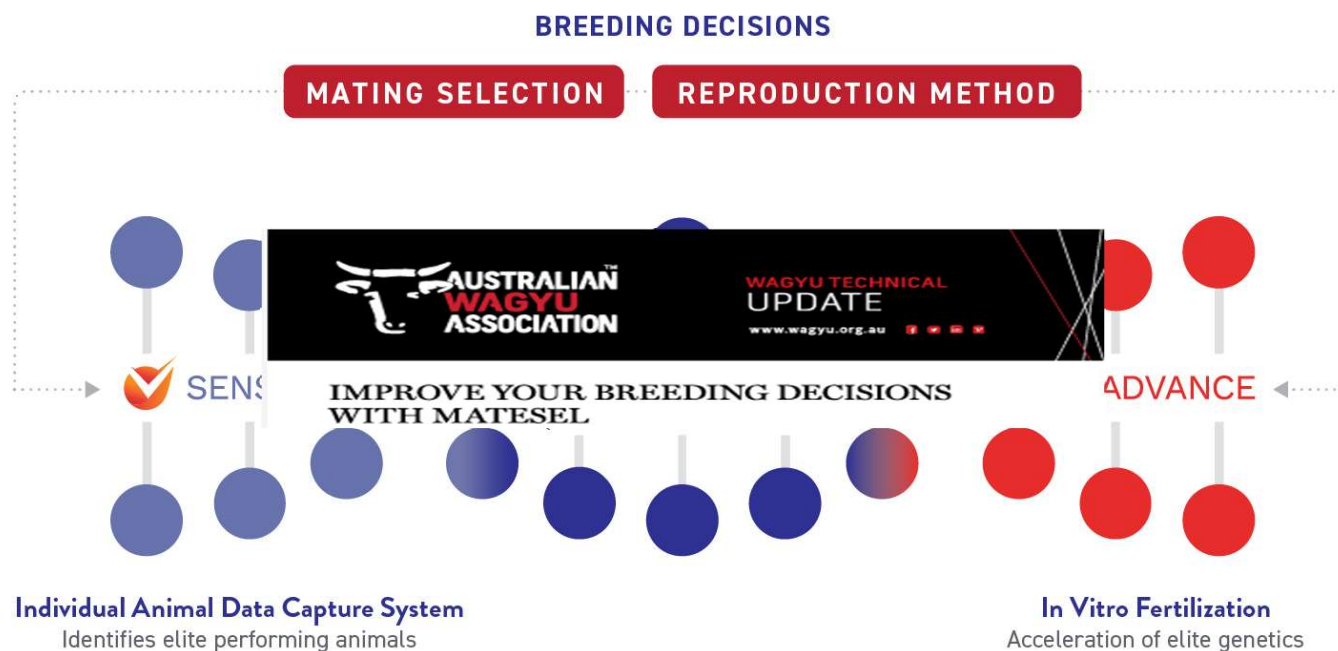 BREEDING DECISIONS
MATING SELECTION REPRODUCTION METHOD
AUSTRALIAN™
WAGYU
ASSOCIATION
WAGYU TECHNICAL
UPDATE
www.wagyu.org.au
SENS
IMPROVE YOUR BREEDING DECISIONS
WITH MATESEL
ADVANCE
Individual Animal Data Capture System
Identifies elite performing animals
In Vitro Fertilization
Acceleration of elite genetics